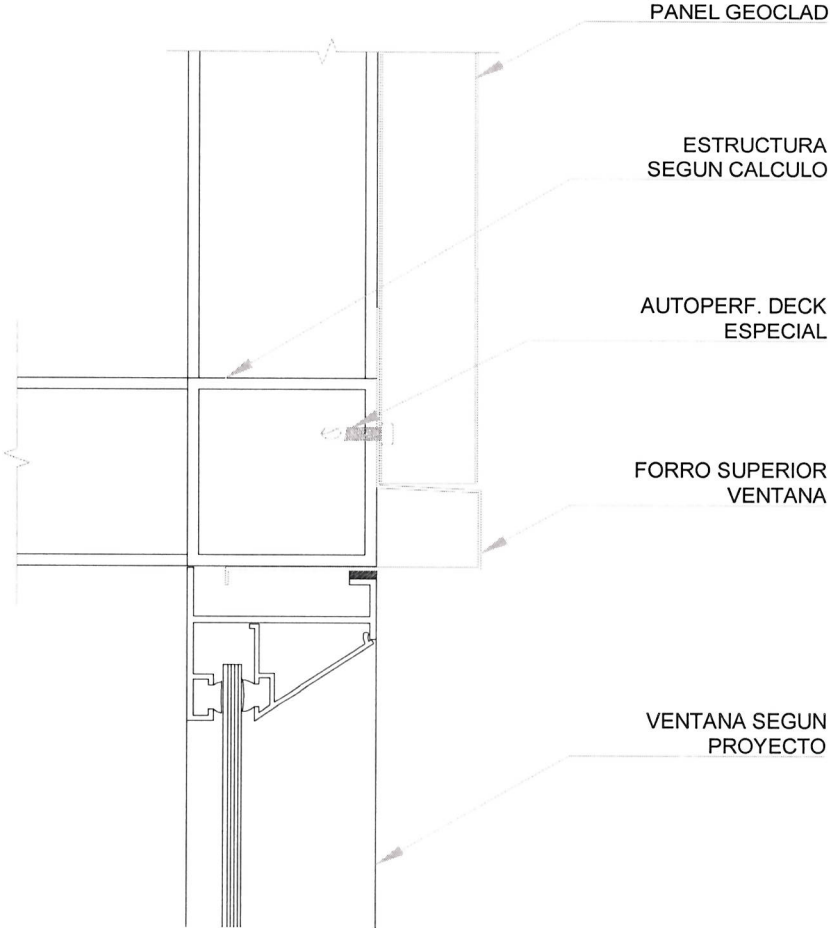 PANEL GEOCLAD
ESTRUCTURA
SEGUN CALCULO
AUTOPERF. DECK
ESPECIAL
FORRO SUPERIOR
VENTANA
VENTANA SEGUN
PROYECTO